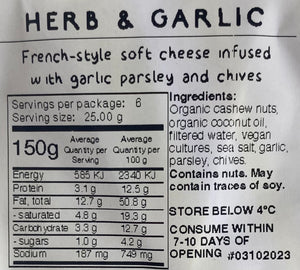 HERB & GARLIC
French-style soft cheese infused
with garlic parsley and chives
Servings per package: 6
Serving size: 25.00 g
150g
Average Quantity per Serving
Average Quantity per 100 g
Energy 585 KJ 2340 KJ
Protein 3.1 g 12.5 g
Fat, total 12.7 g 50.8 g
- saturated 4.8 g 19.3 g
Carbohydrate 3.3 g 12.7 g
- sugars 1.0 g 4.2 g
Sodium 187 mg 749 mg
Ingredients:
Organic cashew nuts,
organic coconut oil,
filtered water, vegan
cultures, sea salt, garlic,
parsley, chives.
Contains nuts. May
contain traces of soy.
STORE BELOW 4°C
CONSUME WITHIN
7-10 DAYS OF
OPENING #03102023